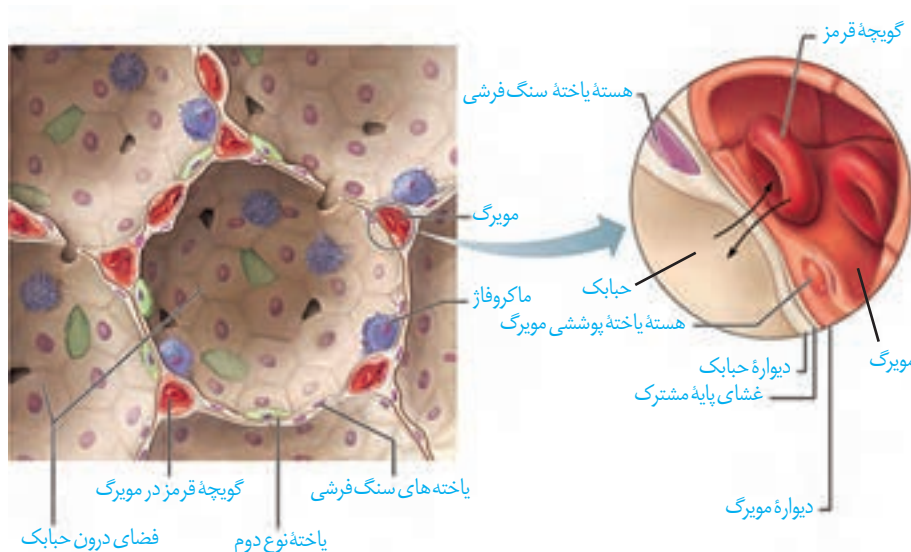 گویچهٔ قرمز
هستهٔ یاختهٔ سنگ‌فرشی
مویرگ
حبابک
ماکروفاژ
هستهٔ یاختهٔ پوششی مویرگ
مویرگ
دیوارهٔ حبابک
غشای پایهٔ مشترک
یاخته‌های سنگ‌فرشی
گویچهٔ قرمز در مویرگ
دیوارهٔ مویرگ
یاختهٔ نوع دوم
فضای درون حبابک